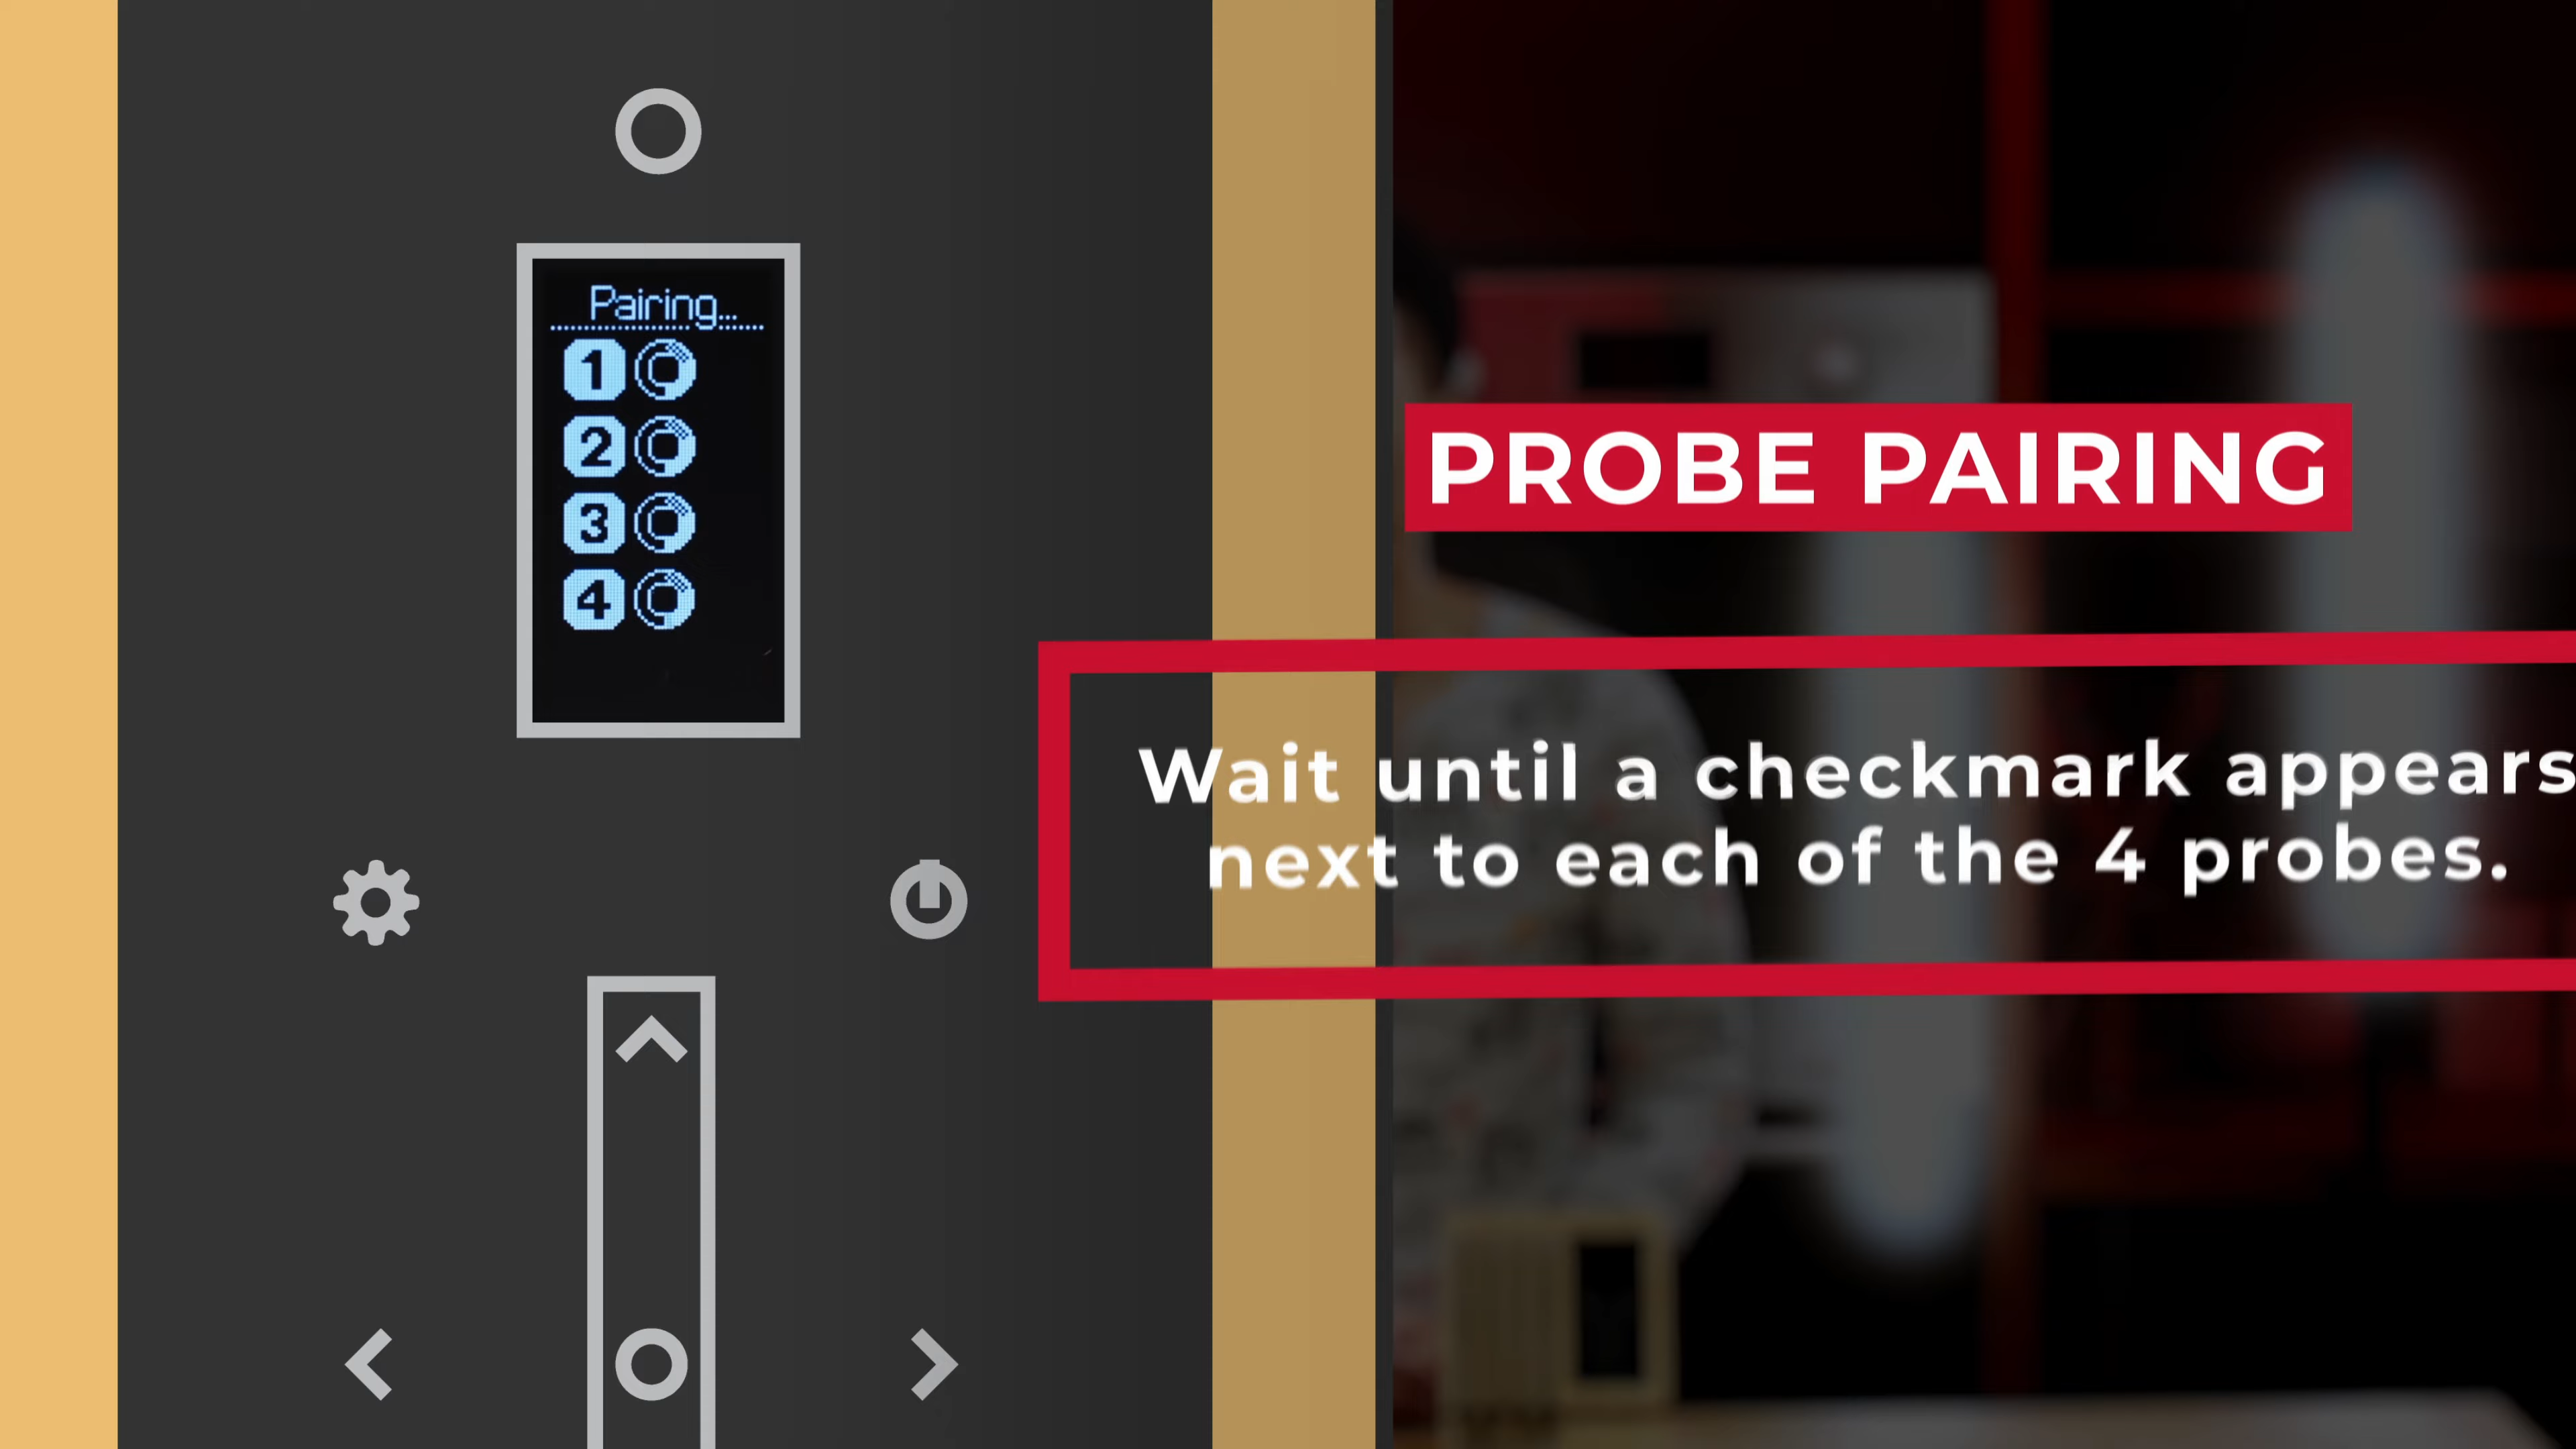 Pairing...
1
2
3
4
PROBE PAIRING
Wait until a checkmark appears
next to each of the 4 probes.